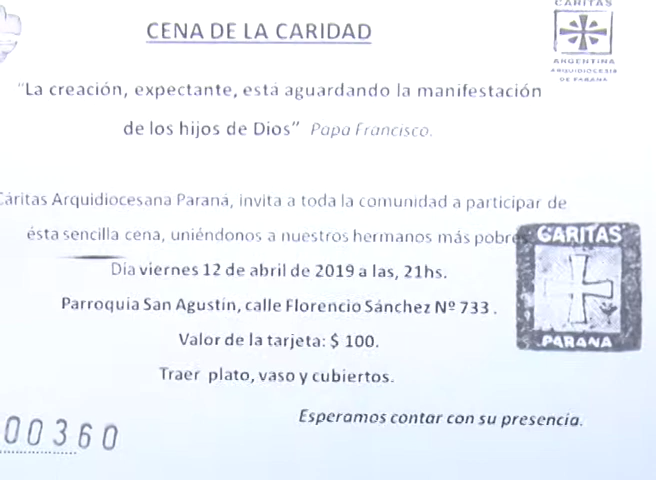 CARITAS
CENA DE LA CARIDAD
ARGENTINA
ARQUIDIOCESIS
DE PARANA
"La creación, expectante, está aguardando la manifestación
de los hijos de Dios" Papa Francisco.
Cáritas Arquidiocesana Paraná, invita a toda la comunidad a participar de
ésta sencilla cena, uniéndonos a nuestros hermanos más pobres
CARITAS
Dia viernes 12 de abril de 2019 a las, 21hs.
Parroquia San Agustín, calle Florencio Sánchez Nº 733 .
Valor de la tarjeta: $ 100.
PARANA
Traer plato, vaso y cubiertos.
Esperamos contar con su presencia.
00360